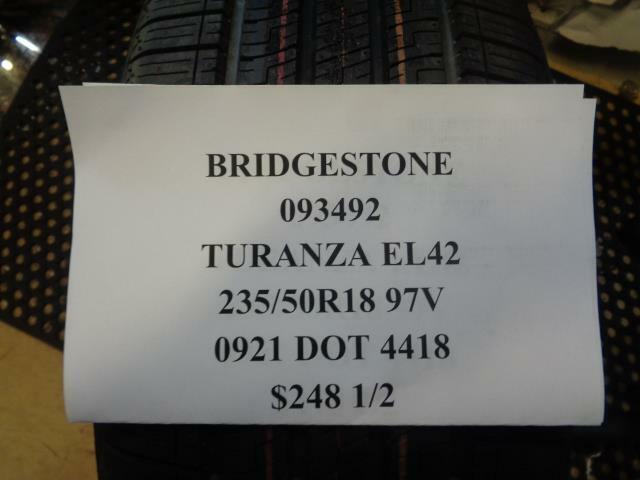 BRIDGESTONE
093492
TURANZA EL42
235/50R18 97V
0921 DOT 4418
$248 1/2